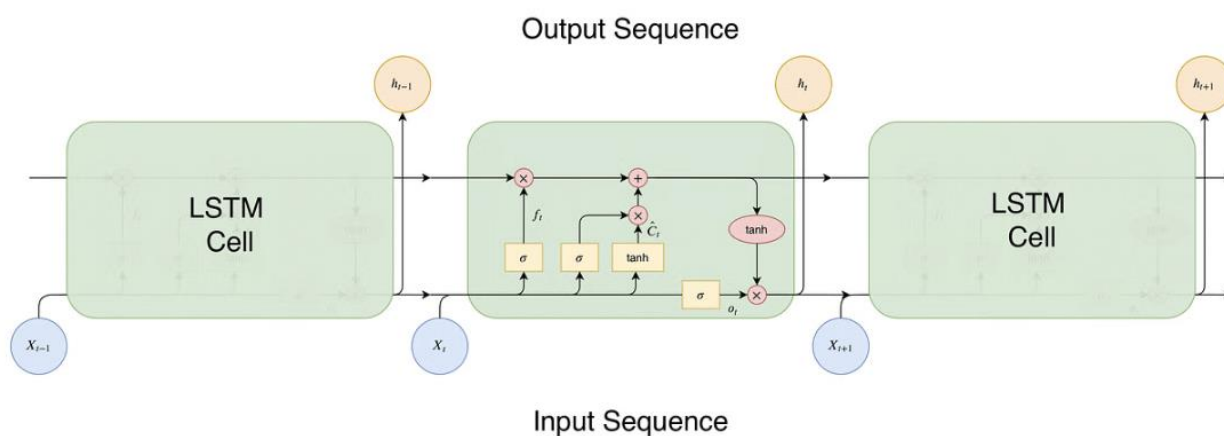 Output Sequence
h_{t-1}
h_t
h_{t+1}
LSTM
Cell
×
+
LSTM
Cell
f_t
×
Ĉ_t
tanh
σ
σ
tanh
σ
×
o_t
X_{t-1}
X_t
X_{t+1}
Input Sequence